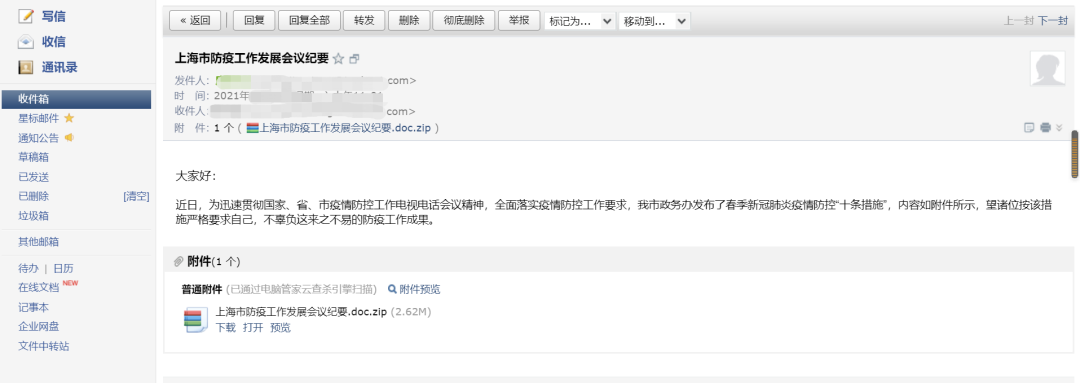 写信
收信
通讯录
收件箱
星标邮件
通知公告
草稿箱
已发送
已删除 [清空]
垃圾箱
其他邮箱
待办 | 日历
在线文档 NEW
记事本
企业网盘
文件中转站
« 返回 回复 回复全部 转发 删除 彻底删除 举报 标记为... 移动到... 上一封 下一封
上海市防疫工作发展会议纪要
发件人: com>
时 间: 2021年
收件人: com>
附 件: 1 个 ( 上海市防疫工作发展会议纪要.doc.zip )
大家好：
近日，为迅速贯彻国家、省、市疫情防控工作电视电话会议精神，全面落实疫情防控工作要求，我市政务办发布了春季新冠肺炎疫情防控“十条措施”，内容如附件所示，望诸位按该措
施严格要求自己，不辜负这来之不易的防疫工作成果。
附件(1 个)
普通附件 (已通过电脑管家云查杀引擎扫描) 附件预览
上海市防疫工作发展会议纪要.doc.zip (2.62M)
下载 打开 预览